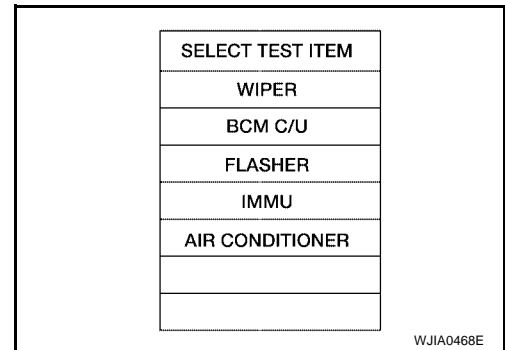 SELECT TEST ITEM
WIPER
BCM C/U
FLASHER
IMMU
AIR CONDITIONER
WJIA0468E